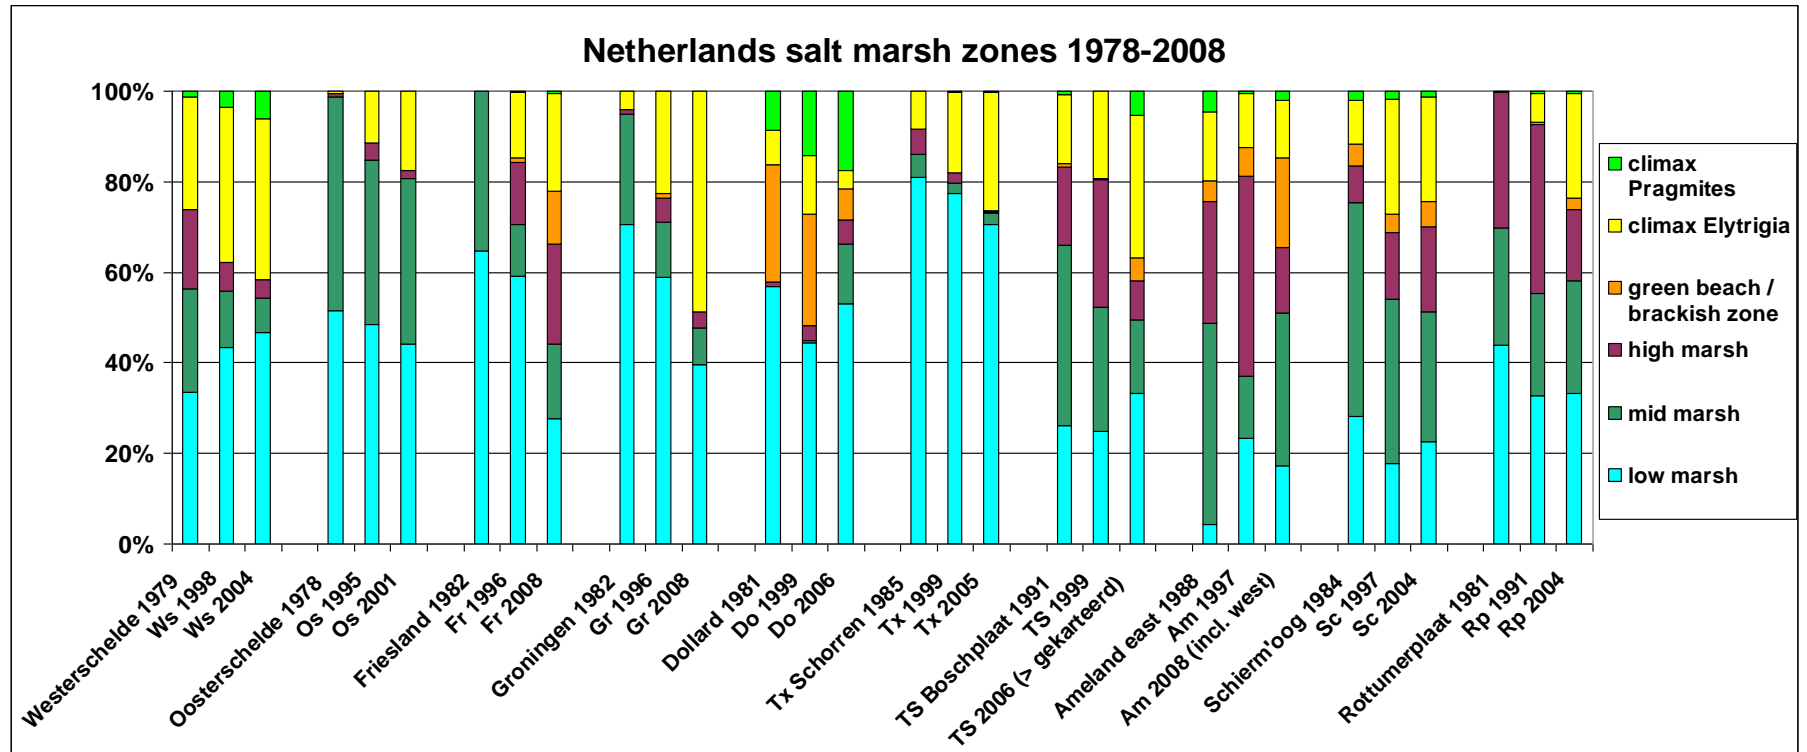 Netherlands salt marsh zones 1978-2008
100%
80%
60%
40%
20%
0%
Westerschelde 1979
Ws 1998
Ws 2004
Oosterschelde 1978
Os 1995
Os 2001
Friesland 1982
Fr 1996
Fr 2008
Groningen 1982
Gr 1996
Gr 2008
Dollard 1981
Do 1999
Do 2006
Tx Schorren 1985
Tx 1999
Tx 2005
TS Boschplaat 1991
TS 1999
TS 2006 (> gekarteerd)
Ameland east 1988
Am 1997
Am 2008 (incl. west)
Schierm'oog 1984
Sc 1997
Sc 2004
Rottumerplaat 1981
Rp 1991
Rp 2004
climax
Pragmites
climax Elytrigia
green beach /
brackish zone
high marsh
mid marsh
low marsh